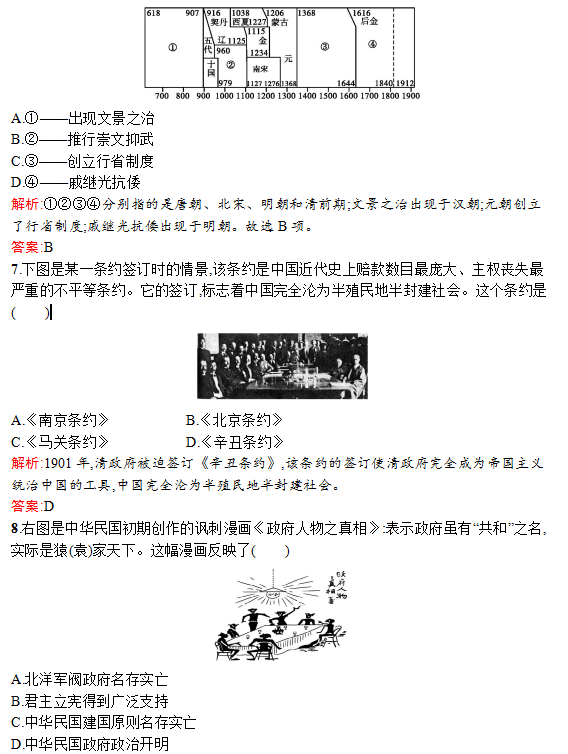 618 907 916 1038 1206 1368 1616
契丹 西夏1227 蒙古 后金
1115
① 五代 辽1125 金 ③ ④
960 1234 元
十国 ② 南宋
979 1127 1276 1368 1644 1840 1912
700 800 900 1000 1100 1200 1300 1400 1500 1600 1700 1800 1900
A.①——出现文景之治
B.②——推行崇文抑武
C.③——创立行省制度
D.④——戚继光抗倭
解析:①②③④分别指的是唐朝、北宋、明朝和清前期;文景之治出现于汉朝;元朝创立
了行省制度;戚继光抗倭出现于明朝。故选 B 项。
答案:B
7.下图是某一条约签订时的情景,该条约是中国近代史上赔款数目最庞大、主权丧失最
严重的不平等条约。它的签订,标志着中国完全沦为半殖民地半封建社会。这个条约是
( )
A.《南京条约》 B.《北京条约》
C.《马关条约》 D.《辛丑条约》
解析:1901 年,清政府被迫签订《辛丑条约》,该条约的签订使清政府完全成为帝国主义
统治中国的工具,中国完全沦为半殖民地半封建社会。
答案:D
8.右图是中华民国初期创作的讽刺漫画《政府人物之真相》:表示政府虽有“共和”之名,
实际是猿(袁)家天下。这幅漫画反映了( )
政府人物
之真相
A.北洋军阀政府名存实亡
B.君主立宪得到广泛支持
C.中华民国建国原则名存实亡
D.中华民国政府政治开明